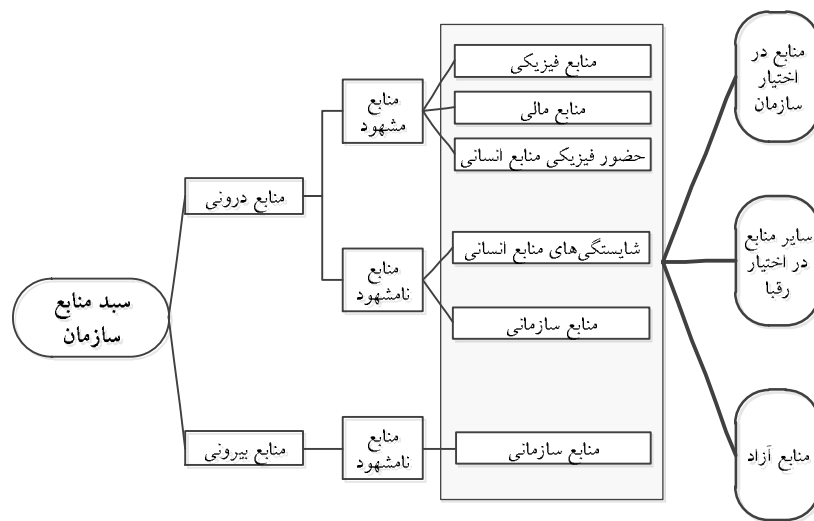 سبد منابع
سازمان
منابع درونی
منابع بیرونی
منابع
مشهود
منابع
نامشهود
منابع
نامشهود
منابع فیزیکی
منابع مالی
حضور فیزیکی منابع انسانی
شایستگی‌های منابع انسانی
منابع سازمانی
منابع سازمانی
منابع در
اختیار
سازمان
سایر منابع
در اختیار
رقبا
منابع آزاد